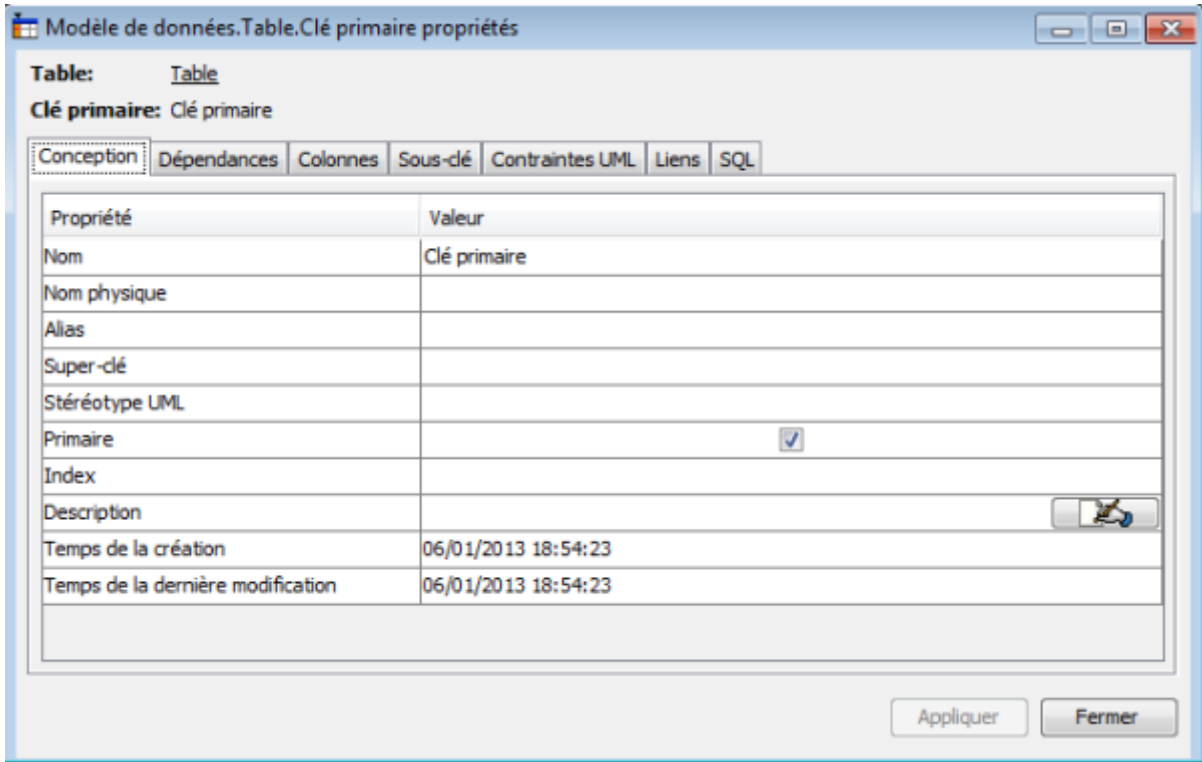 Modèle de données.Table.Clé primaire propriétés
Table: Table
Clé primaire: Clé primaire
Conception Dépendances Colonnes Sous-clé Contraintes UML Liens SQL
Propriété Valeur
Nom Clé primaire
Nom physique
Alias
Super-clé
Stéréotype UML
Primaire
Index
Description
Temps de la création 06/01/2013 18:54:23
Temps de la dernière modification 06/01/2013 18:54:23
Appliquer Fermer